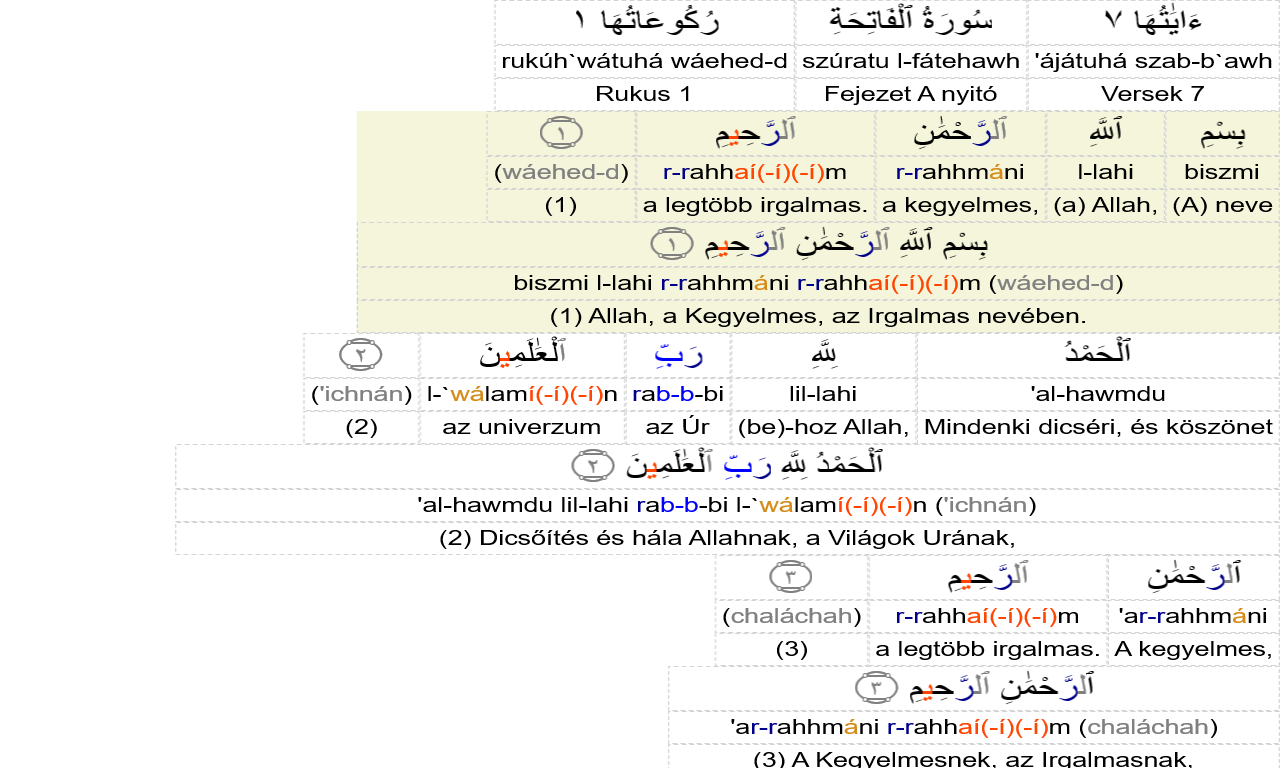 ءَايَٰتُهَا ٧ سُورَةُ ٱلْفَاتِحَةِ رُكُوعَاتُهَا ١
'ájátuhá szab-b`awh szúratu l-fátehawh rukúh`wátuhá wáehed-d
Versek 7 Fejezet A nyitó Rukus 1
بِسْمِ ٱللَّهِ ٱلرَّحْمَٰنِ ٱلرَّحِيمِ ١
biszmi l-lahi r-rahhmáni r-rahhaí(-í)(-í)m (wáehed-d)
(A) neve (a) Allah, a kegyelmes, a legtöbb irgalmas. (1)
بِسْمِ ٱللَّهِ ٱلرَّحْمَٰنِ ٱلرَّحِيمِ ١
biszmi l-lahi r-rahhmáni r-rahhaí(-í)(-í)m (wáehed-d)
(1) Allah, a Kegyelmes, az Irgalmas nevében.
ٱلْحَمْدُ لِلَّهِ رَبِّ ٱلْعَٰلَمِينَ ٢
'al-hawmdu lil-lahi rab-b-bi l-`wálamí(-í)(-í)n ('ichnán)
Mindenki dicséri, és köszönet (be)-hoz Allah, az Úr az univerzum (2)
ٱلْحَمْدُ لِلَّهِ رَبِّ ٱلْعَٰلَمِينَ ٢
'al-hawmdu lil-lahi rab-b-bi l-`wálamí(-í)(-í)n ('ichnán)
(2) Dicsőítés és hála Allahnak, a Világok Urának,
ٱلرَّحْمَٰنِ ٱلرَّحِيمِ ٣
'ar-rahhmáni r-rahhaí(-í)(-í)m (chaláchah)
A kegyelmes, a legtöbb irgalmas. (3)
ٱلرَّحْمَٰنِ ٱلرَّحِيمِ ٣
'ar-rahhmáni r-rahhaí(-í)(-í)m (chaláchah)
(3) A Kegyelmesnek, az Irgalmasnak,